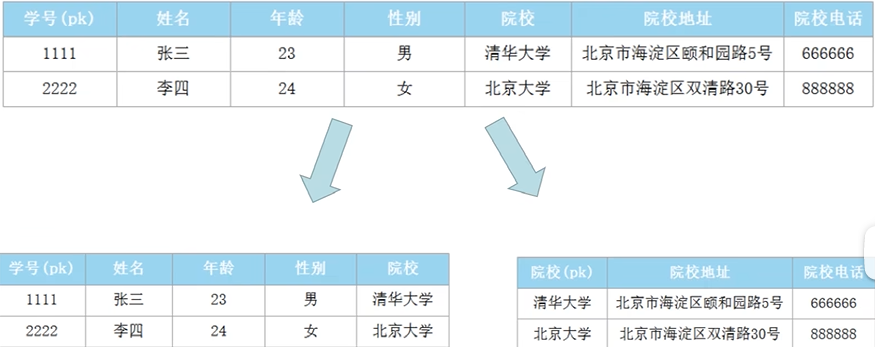 学号(pk) 姓名 年龄 性别 院校 院校地址 院校电话
1111 张三 23 男 清华大学 北京市海淀区颐和园路5号 666666
2222 李四 24 女 北京大学 北京市海淀区双清路30号 888888
学号(pk) 姓名 年龄 性别 院校
1111 张三 23 男 清华大学
2222 李四 24 女 北京大学
院校(pk) 院校地址 院校电话
清华大学 北京市海淀区颐和园路5号 666666
北京大学 北京市海淀区双清路30号 888888